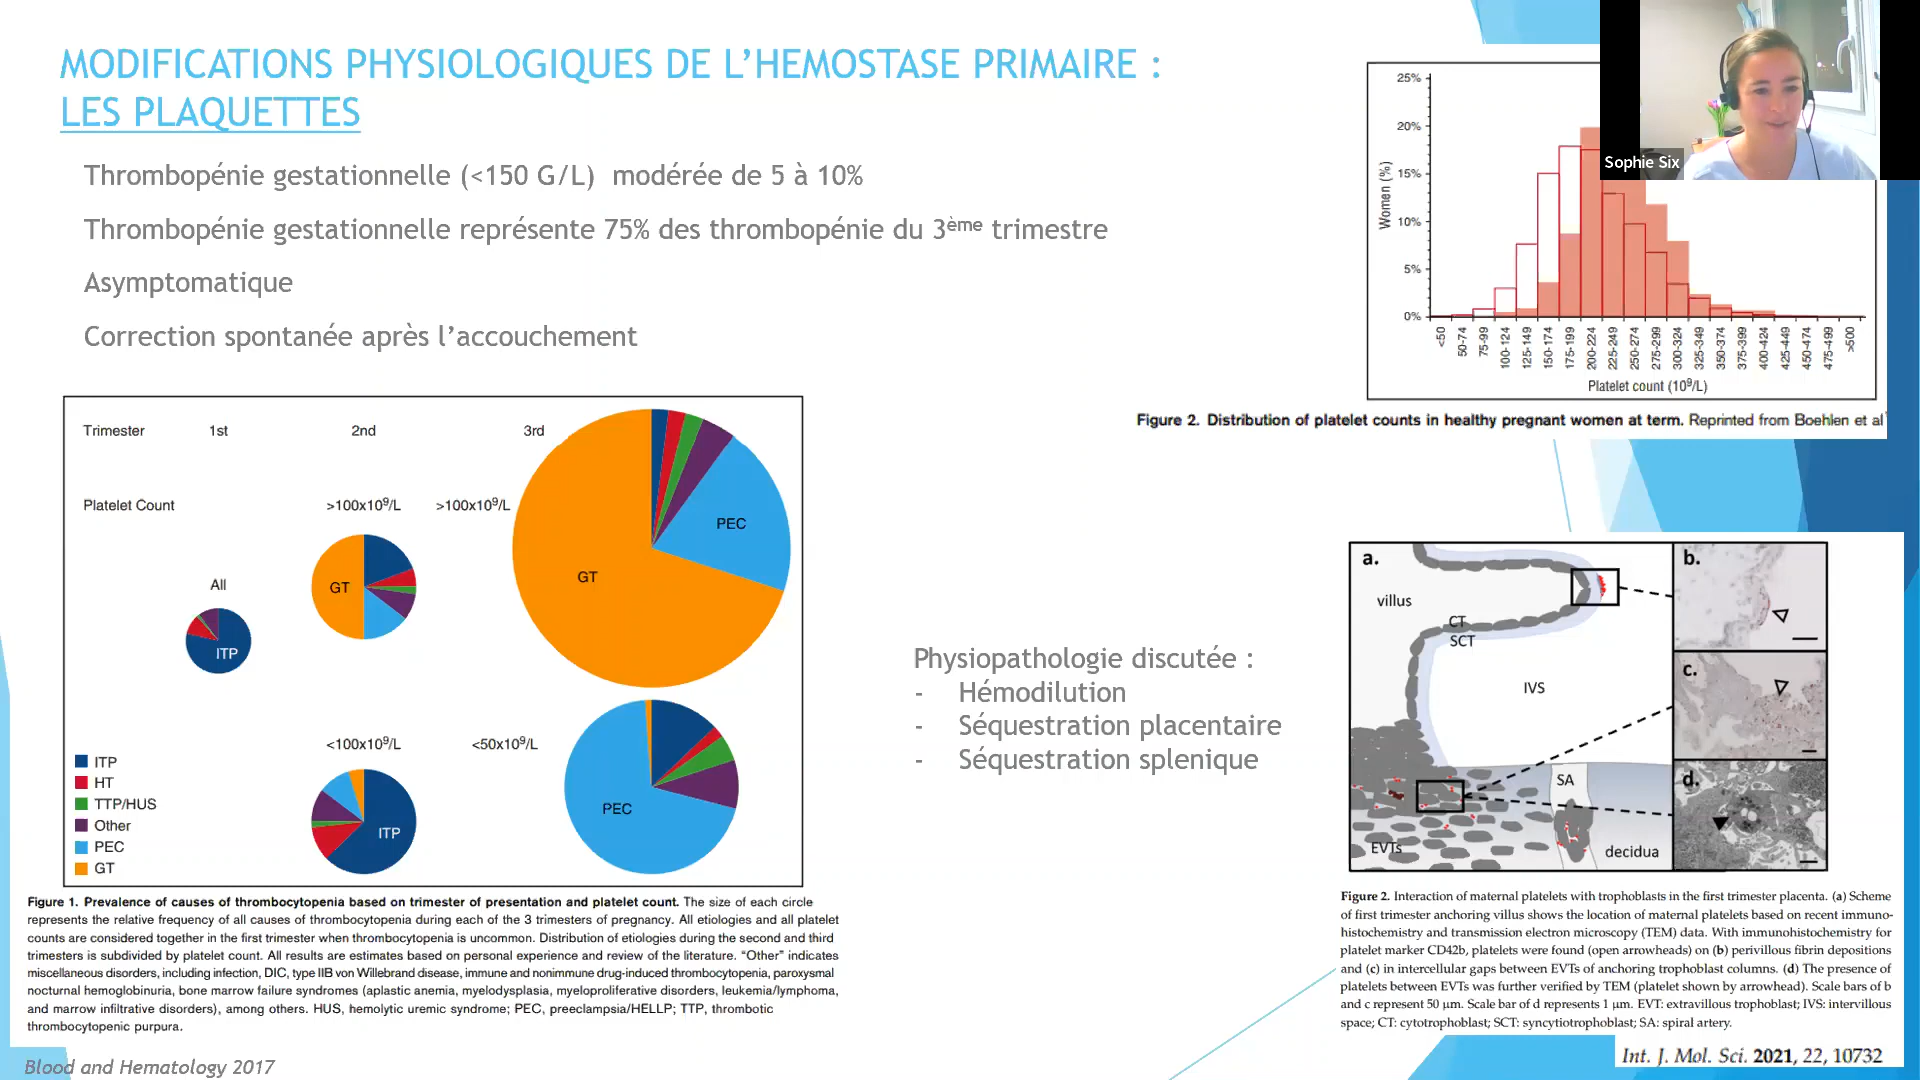 MODIFICATIONS PHYSIOLOGIQUES DE L'HEMOSTASE PRIMAIRE :
LES PLAQUETTES
Thrombopénie gestationnelle (<150 G/L) modérée de 5 à 10%
Thrombopénie gestationnelle représente 75% des thrombopénie du 3ème trimestre
Asymptomatique
Correction spontanée après l'accouchement
Sophie Six
25%
20%
15%
10%
5%
0%
Women (%)
<50
50-74
75-99
100-124
125-149
150-174
175-199
200-224
225-249
250-274
275-299
300-324
325-349
350-374
375-399
400-424
425-449
450-474
475-499
>500
Platelet count (10⁹/L)
Figure 2. Distribution of platelet counts in healthy pregnant women at term. Reprinted from Boehlen et al
Trimester 1st 2nd 3rd
Platelet Count >100x10⁹/L >100x10⁹/L
PEC
GT
GT
All
ITP
<100x10⁹/L <50x10⁹/L
ITP
PEC
ITP
HT
TTP/HUS
Other
PEC
GT
Figure 1. Prevalence of causes of thrombocytopenia based on trimester of presentation and platelet count. The size of each circle
represents the relative frequency of all causes of thrombocytopenia during each of the 3 trimesters of pregnancy. All etiologies and all platelet
counts are considered together in the first trimester when thrombocytopenia is uncommon. Distribution of etiologies during the second and third
trimesters is subdivided by platelet count. All results are estimates based on personal experience and review of the literature. "Other" indicates
miscellaneous disorders, including infection, DIC, type IIB von Willebrand disease, immune and nonimmune drug-induced thrombocytopenia, paroxysmal
nocturnal hemoglobinuria, bone marrow failure syndromes (aplastic anemia, myelodysplasia, myeloproliferative disorders, leukemia/lymphoma,
and marrow infiltrative disorders), among others. HUS, hemolytic uremic syndrome; PEC, preeclampsia/HELLP; TTP, thrombotic
thrombocytopenic purpura.
Blood and Hematology 2017
Physiopathologie discutée :
- Hémodilution
- Séquestration placentaire
- Séquestration splenique
a.
villus
CT
SCT
IVS
SA
EVTs
decidua
b.
c.
d.
Figure 2. Interaction of maternal platelets with trophoblasts in the first trimester placenta. (a) Scheme
of first trimester anchoring villus shows the location of maternal platelets based on recent immuno-
histochemistry and transmission electron microscopy (TEM) data. With immunohistochemistry for
platelet marker CD42b, platelets were found (open arrowheads) on (b) perivillous fibrin depositions
and (c) in intercellular gaps between EVTs of anchoring trophoblast columns. (d) The presence of
platelets between EVTs was further verified by TEM (platelet shown by arrowhead). Scale bars of b
and c represent 50 μm. Scale bar of d represents 1 μm. EVT: extravillous trophoblast; IVS: intervillous
space; CT: cytotrophoblast; SCT: syncytiotrophoblast; SA: spiral artery.
Int. J. Mol. Sci. 2021, 22, 10732